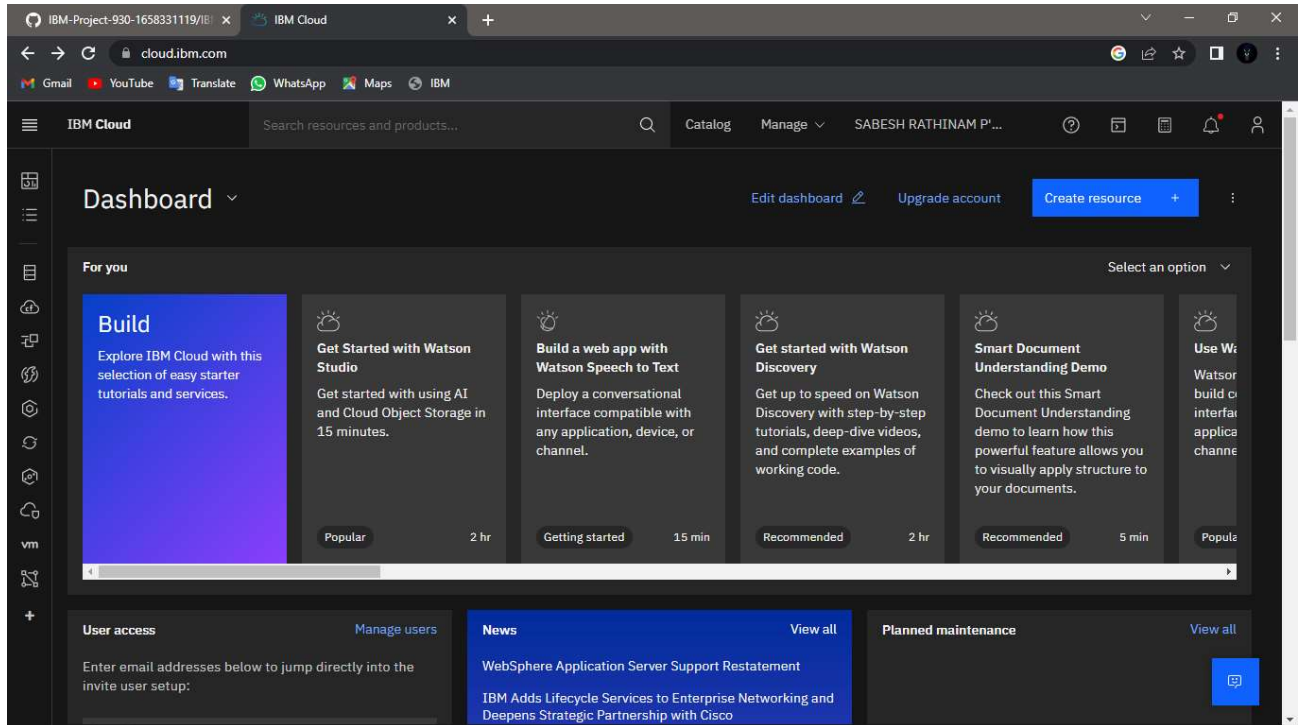 IBM-Project-930-1658331119/IB
IBM Cloud
cloud.ibm.com
Gmail YouTube Translate WhatsApp Maps IBM
IBM Cloud Search resources and products... Catalog Manage SABESH RATHINAM P'...
Dashboard Edit dashboard Upgrade account Create resource +
For you Select an option
Build
Explore IBM Cloud with this
selection of easy starter
tutorials and services.
Get Started with Watson
Studio
Get started with using AI
and Cloud Object Storage in
15 minutes.
Popular 2 hr
Build a web app with
Watson Speech to Text
Deploy a conversational
interface compatible with
any application, device, or
channel.
Getting started 15 min
Get started with Watson
Discovery
Get up to speed on Watson
Discovery with step-by-step
tutorials, deep-dive videos,
and complete examples of
working code.
Recommended 2 hr
Smart Document
Understanding Demo
Check out this Smart
Document Understanding
demo to learn how this
powerful feature allows you
to visually apply structure to
your documents.
Recommended 5 min
Use Wa
Watson
build co
interfac
applica
channe
Popula
vm
User access Manage users
Enter email addresses below to jump directly into the
invite user setup:
News View all
WebSphere Application Server Support Restatement
IBM Adds Lifecycle Services to Enterprise Networking and
Deepens Strategic Partnership with Cisco
Planned maintenance View all